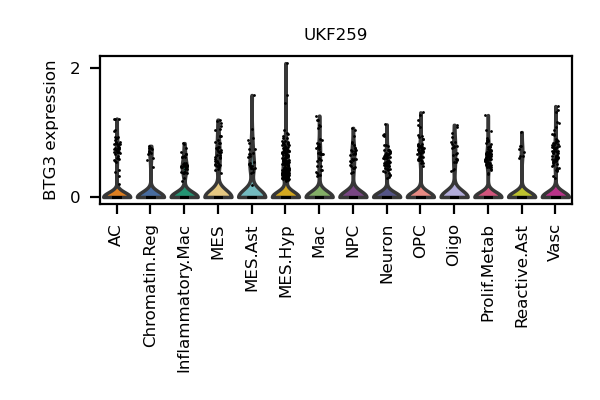 UKF259
BTG3 expression
2
0
AC
Chromatin.Reg
Inflammatory.Mac
MES
MES.Ast
MES.Hyp
Mac
NPC
Neuron
OPC
Oligo
Prolif.Metab
Reactive.Ast
Vasc